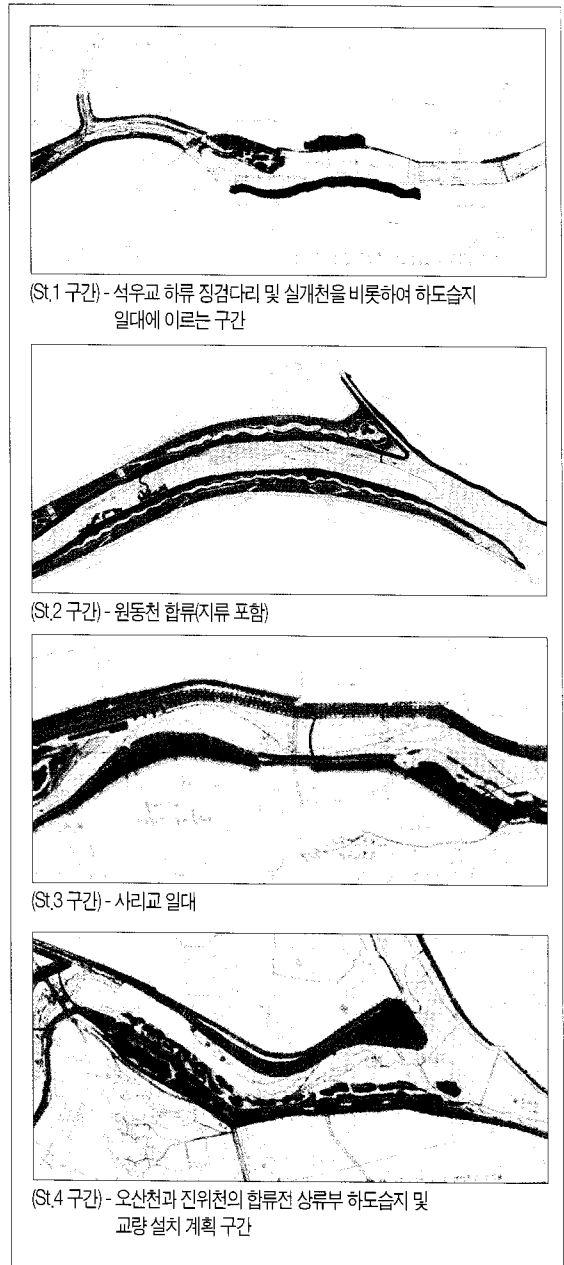 (St.1 구간) - 석우교 하류 징검다리 및 실개천을 비롯하여 하도습지
일대에 이르는 구간
(St.2 구간) - 원동천 합류(지류 포함)
(St.3 구간) - 사리교 일대
(St.4 구간) - 오산천과 진위천의 합류전 상류부 하도습지 및
교량 설치 계획 구간